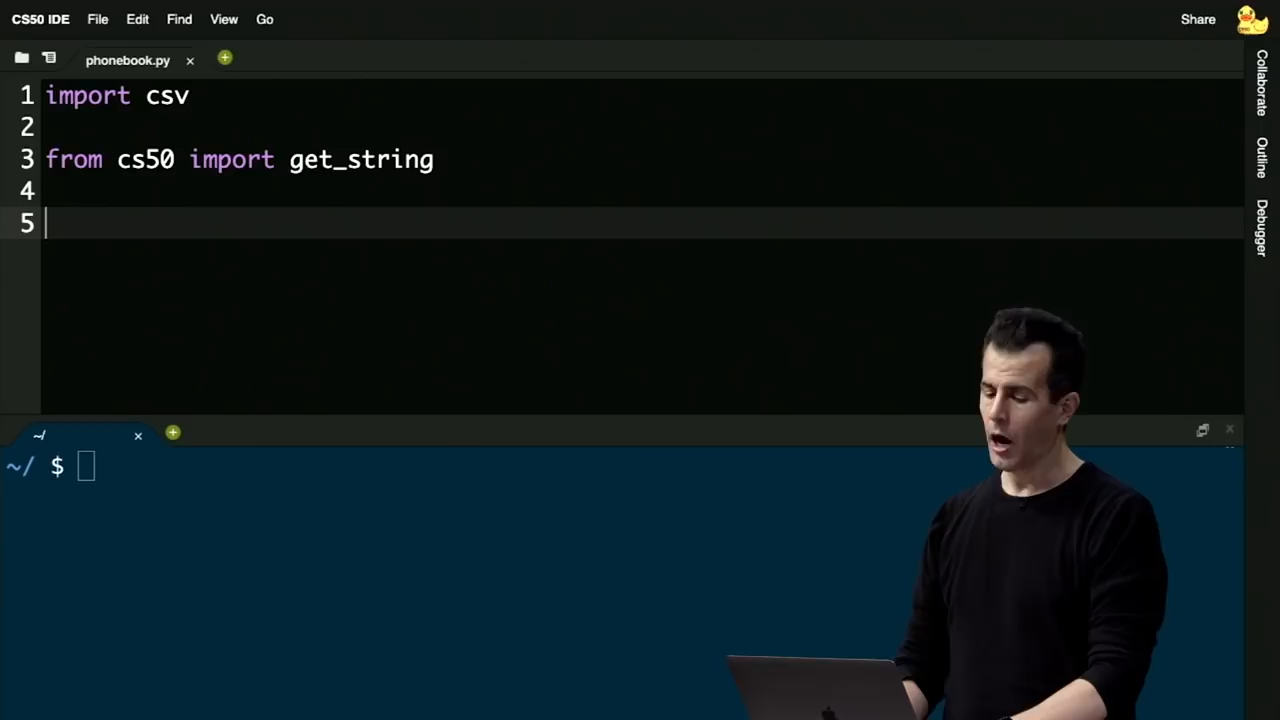 CS50 IDE File Edit Find View Go Share
phonebook.py
1 import csv
2
3 from cs50 import get_string
4
5
Collaborate
Outline
Debugger
~/
~/ $